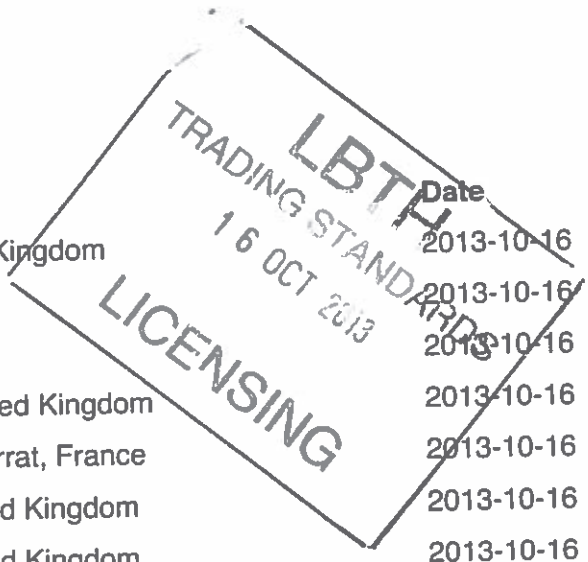 LBTH
TRADING STANDARDS
16 OCT 2013
LICENSING
Date
Kingdom 2013-10-16
2013-10-16
2013-10-16
ed Kingdom 2013-10-16
rrat, France 2013-10-16
d Kingdom 2013-10-16
d Kingdom 2013-10-16